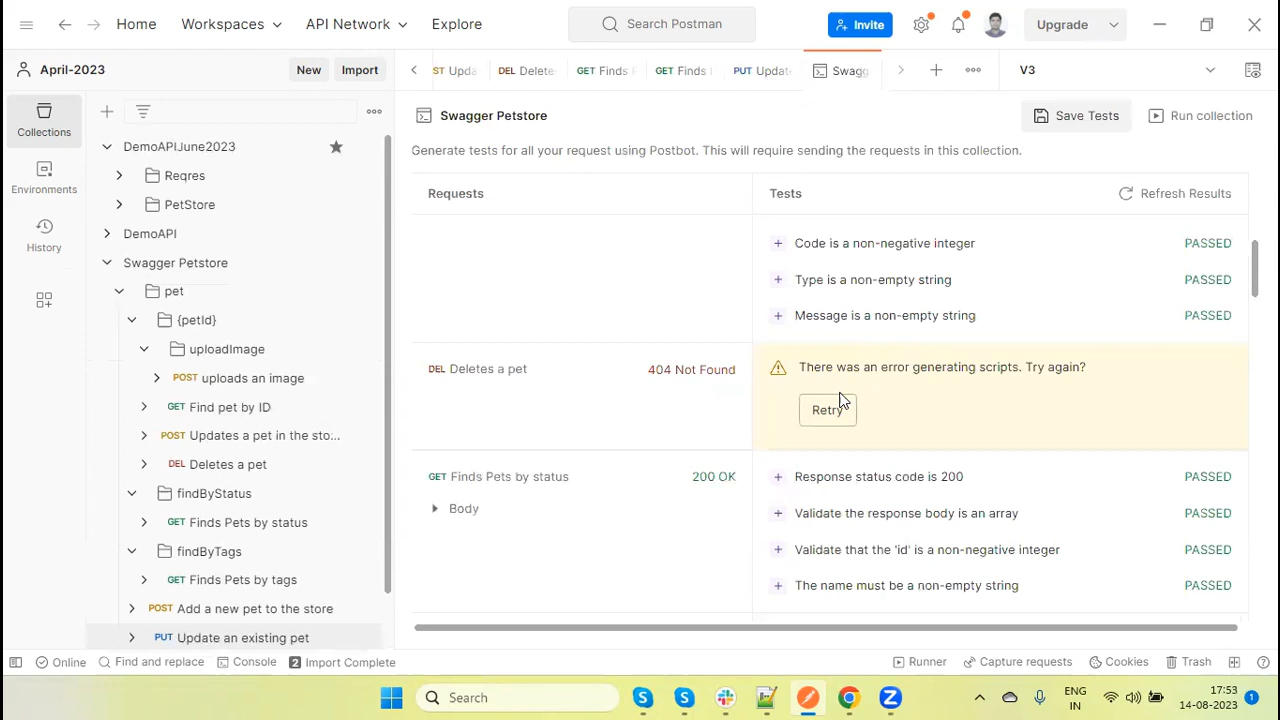 Home Workspaces API Network Explore Search Postman Invite Upgrade
April-2023 New Import ST Upda DEL Delete GET Finds F GET Finds PUT Update Swagg V3
Collections
Environments
History
DemoAPIJune2023
Reqres
PetStore
DemoAPI
Swagger Petstore
pet
{petId}
uploadImage
POST uploads an image
GET Find pet by ID
POST Updates a pet in the sto...
DEL Deletes a pet
findByStatus
GET Finds Pets by status
findByTags
GET Finds Pets by tags
POST Add a new pet to the store
PUT Update an existing pet
Swagger Petstore Save Tests Run collection
Generate tests for all your request using Postbot. This will require sending the requests in this collection.
Requests Tests Refresh Results
Code is a non-negative integer PASSED
Type is a non-empty string PASSED
Message is a non-empty string PASSED
DEL Deletes a pet 404 Not Found There was an error generating scripts. Try again?
Retry
GET Finds Pets by status 200 OK Response status code is 200 PASSED
Body Validate the response body is an array PASSED
Validate that the 'id' is a non-negative integer PASSED
The name must be a non-empty string PASSED
Online Find and replace Console 2 Import Complete Runner Capture requests Cookies Trash
Search ENG 17:53
IN 14-08-2023 1